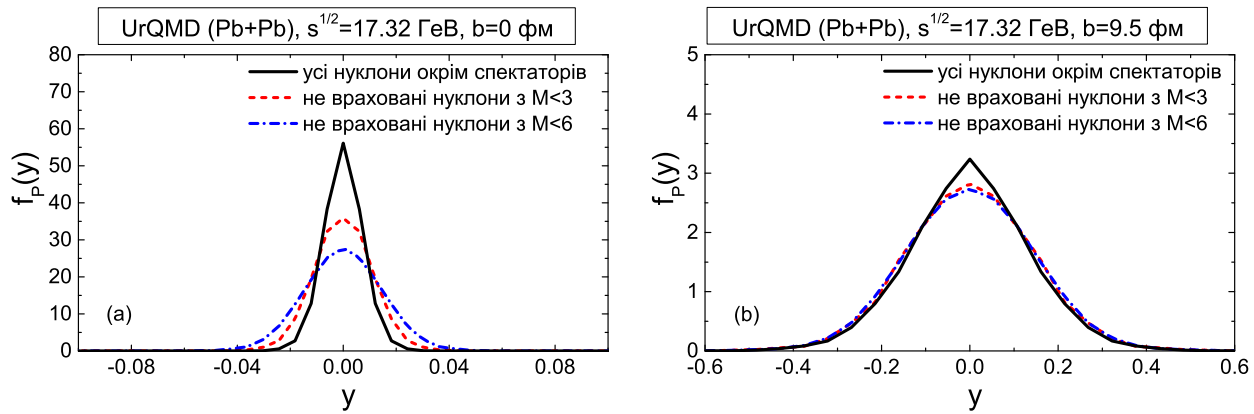 UrQMD (Pb+Pb), s^1/2=17.32 ГеВ, b=0 фм
80
70
60
50
40
30
20
10
0
f_P(y)
усі нуклони окрім спектаторів
не враховані нуклони з M<3
не враховані нуклони з M<6
(a)
-0.08
-0.04
0.00
0.04
0.08
y
UrQMD (Pb+Pb), s^1/2=17.32 ГеВ, b=9.5 фм
5
4
3
2
1
0
f_P(y)
усі нуклони окрім спектаторів
не враховані нуклони з M<3
не враховані нуклони з M<6
(b)
-0.6
-0.4
-0.2
0.0
0.2
0.4
0.6
y